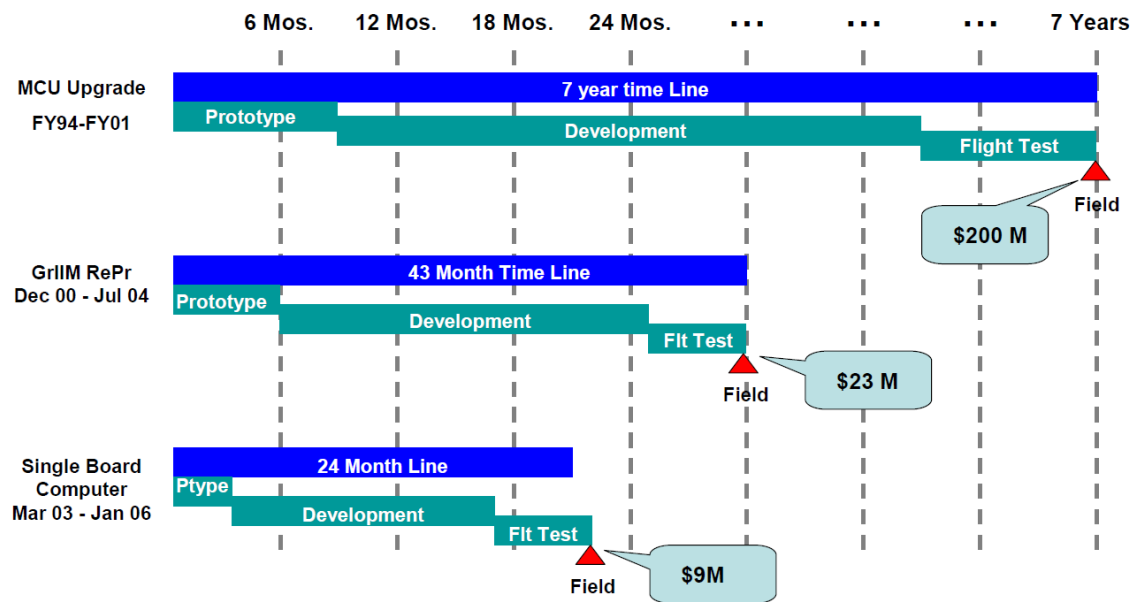 6 Mos. 12 Mos. 18 Mos. 24 Mos. ... ... ... 7 Years
MCU Upgrade
FY94-FY01
7 year time Line
Prototype
Development
Flight Test
Field
$200 M
GrIIM RePr
Dec 00 - Jul 04
43 Month Time Line
Prototype
Development
Flt Test
Field
$23 M
Single Board
Computer
Mar 03 - Jan 06
24 Month Line
Ptype
Development
Flt Test
Field
$9M